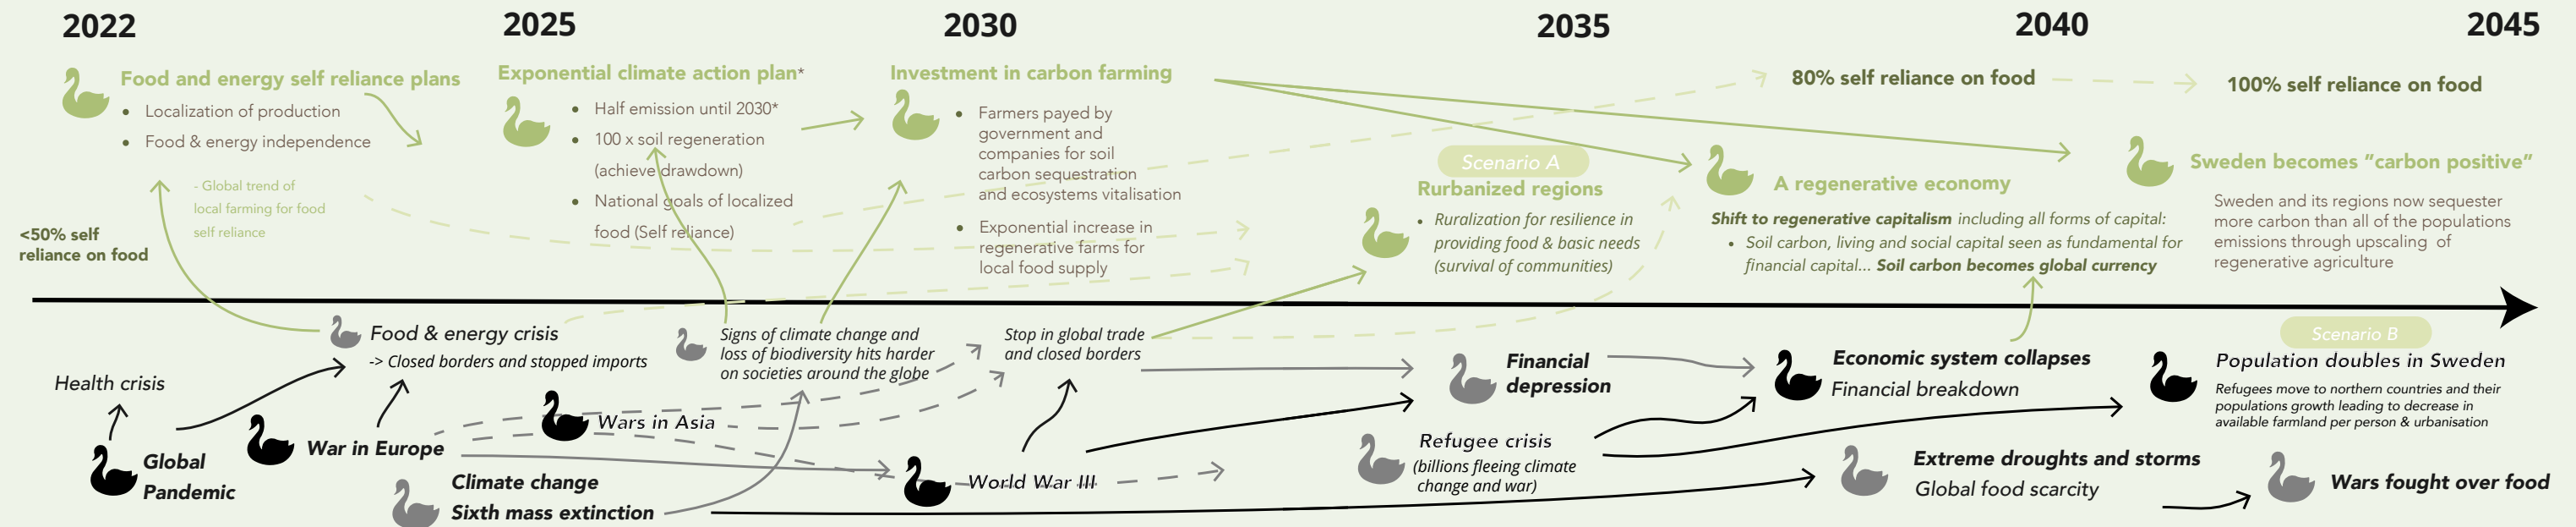 2022
2025
2030
2035
2040
2045
Food and energy self reliance plans
• Localization of production
• Food & energy independence
- Global trend of
local farming for food
self reliance
<50% self
reliance on food
Exponential climate action plan*
• Half emission until 2030*
• 100 x soil regeneration
(achieve drawdown)
• National goals of localized
food (Self reliance)
Investment in carbon farming
• Farmers payed by
government and
companies for soil
carbon sequestration
and ecosystems vitalisation
• Exponential increase in
regenerative farms for
local food supply
Scenario A
Rurbanized regions
• Ruralization for resilience in
providing food & basic needs
(survival of communities)
80% self reliance on food
A regenerative economy
Shift to regenerative capitalism including all forms of capital:
• Soil carbon, living and social capital seen as fundamental for
financial capital... Soil carbon becomes global currency
100% self reliance on food
Sweden becomes ”carbon positive”
Sweden and its regions now sequester
more carbon than all of the populations
emissions through upscaling of
regenerative agriculture
Health crisis
Global
Pandemic
Food & energy crisis
-> Closed borders and stopped imports
War in Europe
Climate change
Sixth mass extinction
Wars in Asia
Signs of climate change and
loss of biodiversity hits harder
on societies around the globe
Stop in global trade
and closed borders
World War III
Financial
depression
Refugee crisis
(billions fleeing climate
change and war)
Economic system collapses
Financial breakdown
Extreme droughts and storms
Global food scarcity
Scenario B
Population doubles in Sweden
Refugees move to northern countries and their
populations growth leading to decrease in
available farmland per person & urbanisation
Wars fought over food